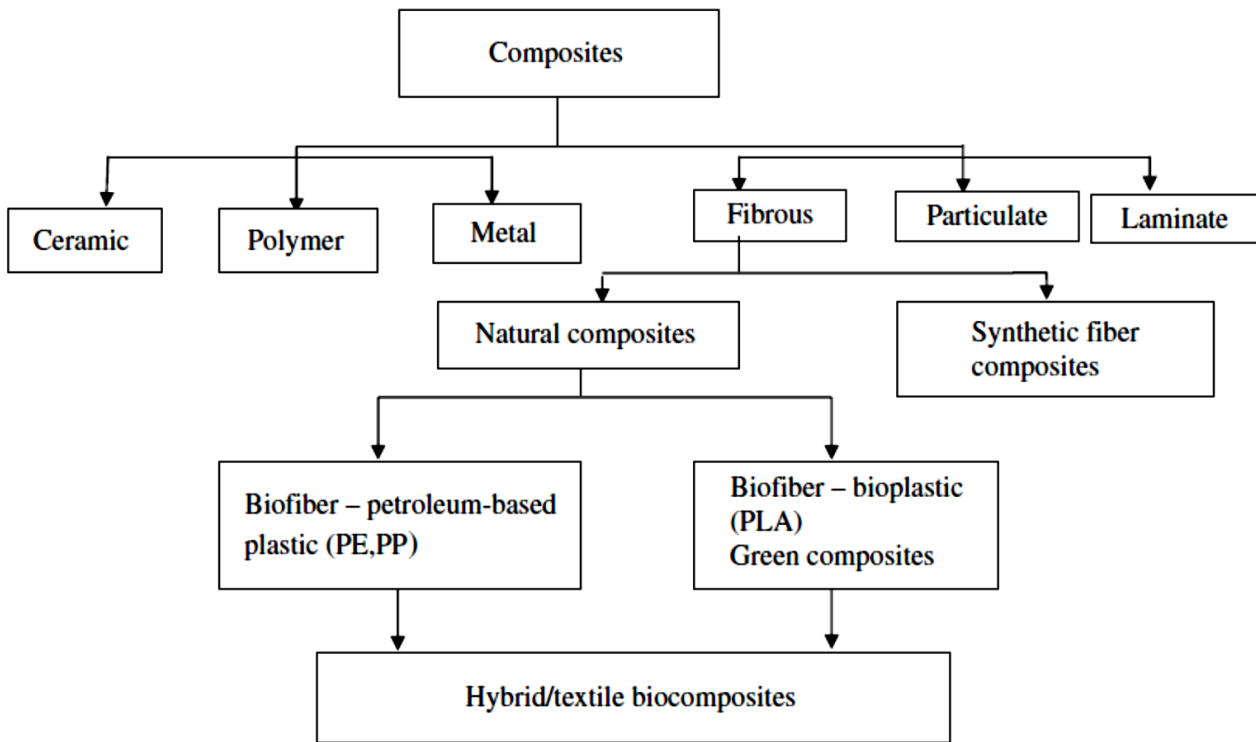 Composites
Ceramic
Polymer
Metal
Fibrous
Particulate
Laminate
Natural composites
Synthetic fiber
composites
Biofiber – petroleum-based
plastic (PE,PP)
Biofiber – bioplastic
(PLA)
Green composites
Hybrid/textile biocomposites